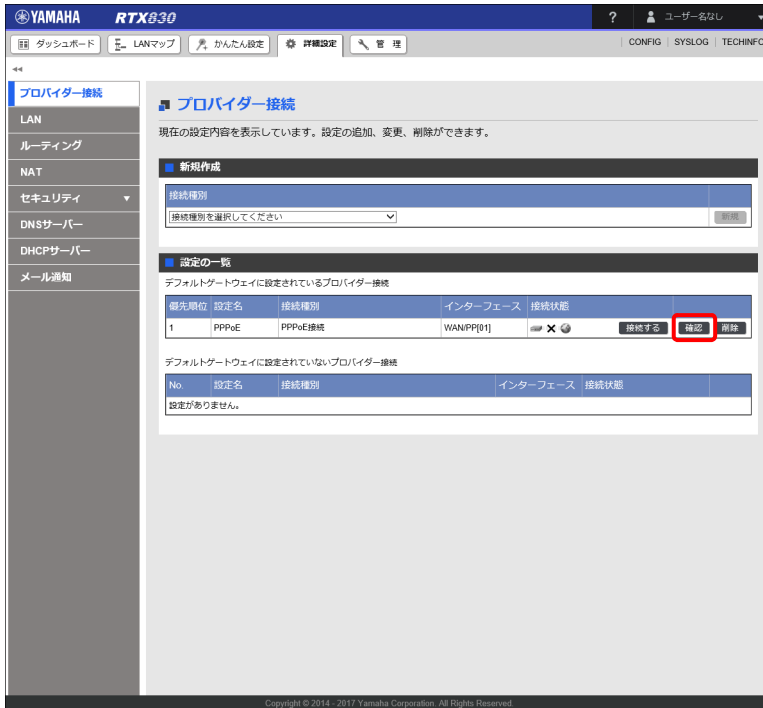 YAMAHA RTX830 ? ユーザー名なし
ダッシュボード LANマップ かんたん設定 詳細設定 管理 CONFIG SYSLOG TECHINFO
プロバイダー接続
LAN
ルーティング
NAT
セキュリティ
DNSサーバー
DHCPサーバー
メール通知
プロバイダー接続
現在の設定内容を表示しています。設定の追加、変更、削除ができます。
新規作成
接続種別
接続種別を選択してください 新規
設定の一覧
デフォルトゲートウェイに設定されているプロバイダー接続
優先順位 設定名 接続種別 インターフェース 接続状態
1 PPPoE PPPoE接続 WAN/PP[01] 接続する 確認 削除
デフォルトゲートウェイに設定されていないプロバイダー接続
No. 設定名 接続種別 インターフェース 接続状態
設定がありません。
Copyright © 2014 - 2017 Yamaha Corporation. All Rights Reserved.